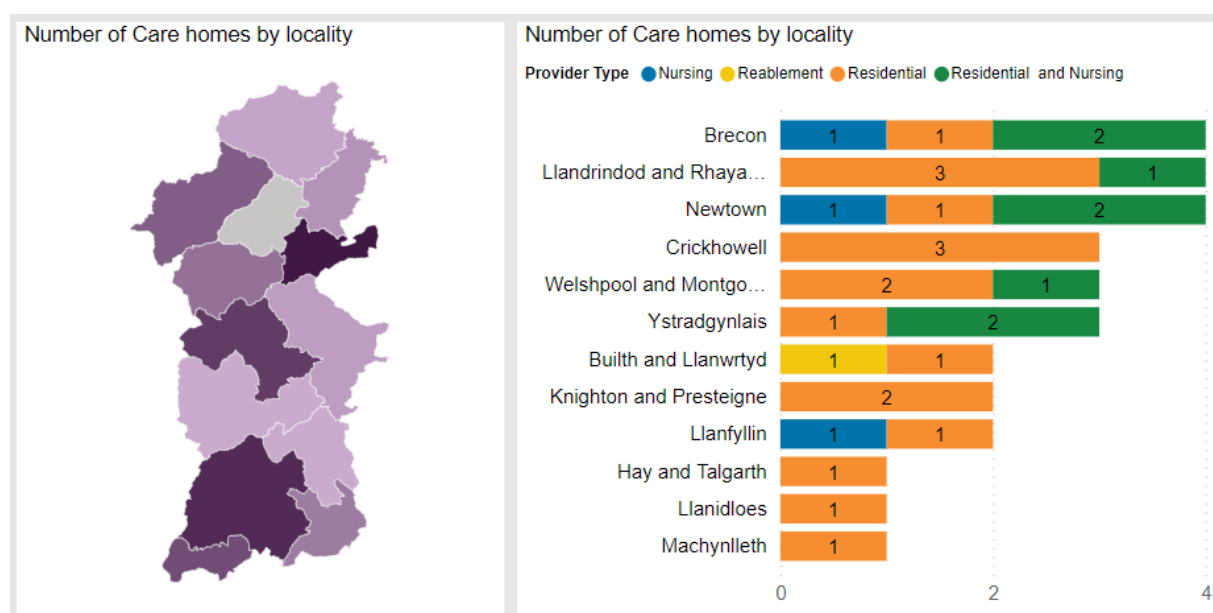 Number of Care homes by locality
Number of Care homes by locality
Provider Type Nursing Reablement Residential Residential and Nursing
Brecon 1 1 2
Llandrindod and Rhaya... 3 1
Newtown 1 1 2
Crickhowell 3
Welshpool and Montgo... 2 1
Ystradgynlais 1 2
Builth and Llanwrtyd 1 1
Knighton and Presteigne 2
Llanfyllin 1 1
Hay and Talgarth 1
Llanidloes 1
Machynlleth 1
0 2 4